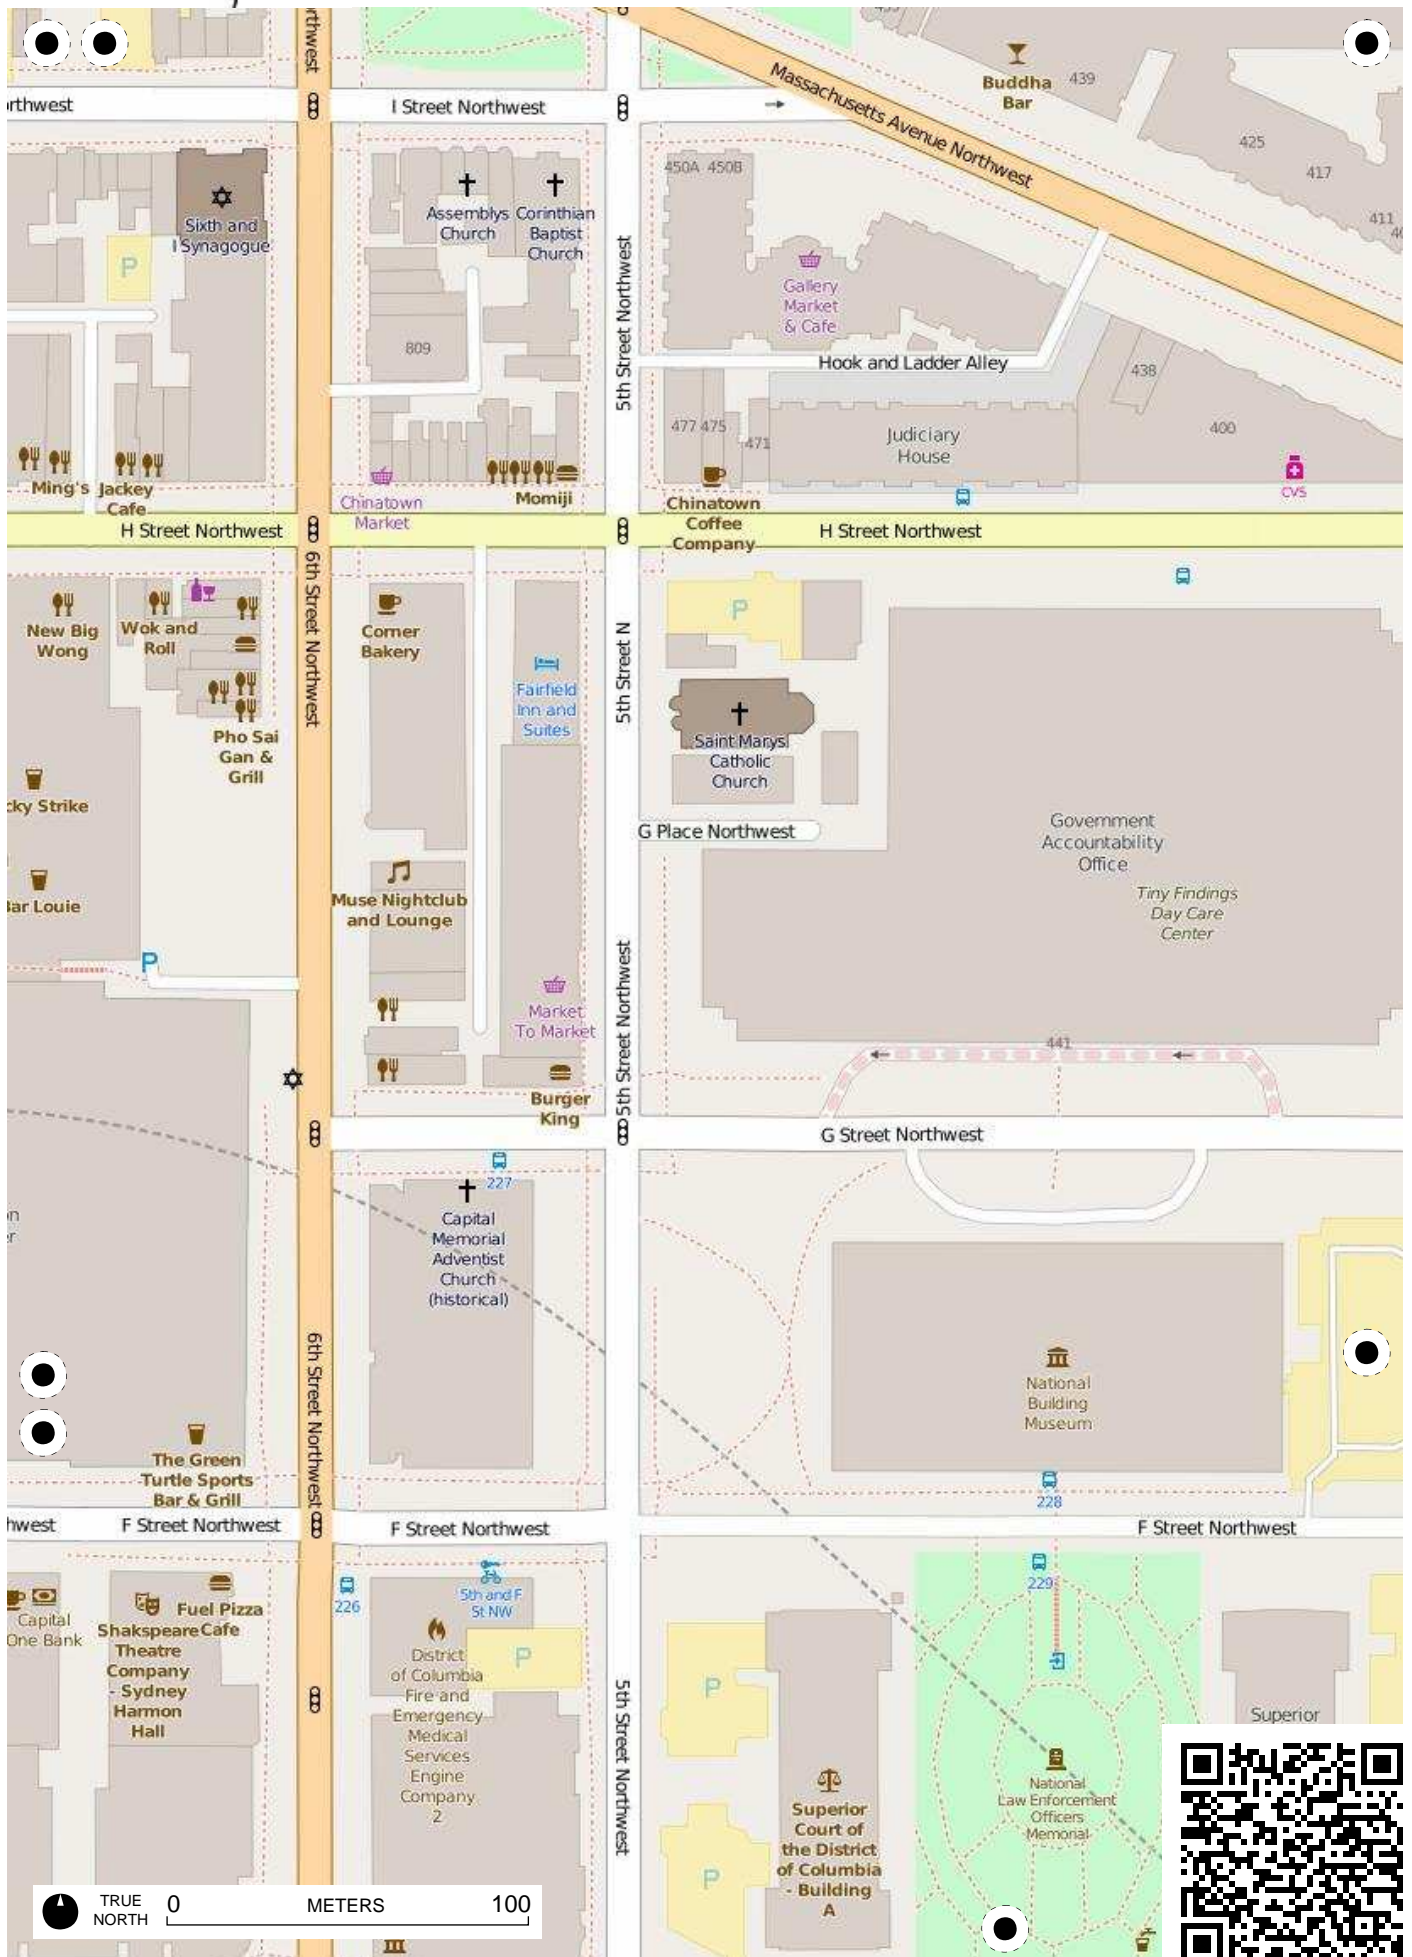 Massachusetts Avenue Northwest
Buddha
Bar
439
425
417
411
rthwest
I Street Northwest
rthwest
Sixth and
I Synagogue
P
Assemblys
Church
Corinthian
Baptist
Church
450A 450B
5th Street Northwest
Gallery
Market
& Cafe
809
Hook and Ladder Alley
438
477 475
471
Judiciary
House
400
CVS
Ming's
Jackey
Cafe
Chinatown
Market
Momiji
Chinatown
Coffee
Company
H Street Northwest
H Street Northwest
6th Street Northwest
New Big
Wong
Wok and
Roll
Corner
Bakery
5th Street N
P
Fairfield
Inn and
Suites
Pho Sai
Gan &
Grill
Saint Marys
Catholic
Church
cky Strike
G Place Northwest
Government
Accountability
Office
Bar Louie
Muse Nightclub
and Lounge
Tiny Findings
Day Care
Center
P
5th Street Northwest
Market
To Market
441
Burger
King
G Street Northwest
227
Capital
Memorial
Adventist
Church
(historical)
6th Street Northwest
National
Building
Museum
The Green
Turtle Sports
Bar & Grill
228
hwest
F Street Northwest
F Street Northwest
F Street Northwest
229
226
5th and F
St NW
Capital
One Bank
Fuel Pizza
Cafe
Shakspeare
Theatre
Company
- Sydney
Harmon
Hall
District
of Columbia
Fire and
Emergency
Medical
Services
Engine
Company
2
P
P
5th Street Northwest
Superior
National
Law Enforcement
Officers
Memorial
Superior
Court of
the District
of Columbia
- Building
A
P
TRUE
NORTH
0 METERS 100